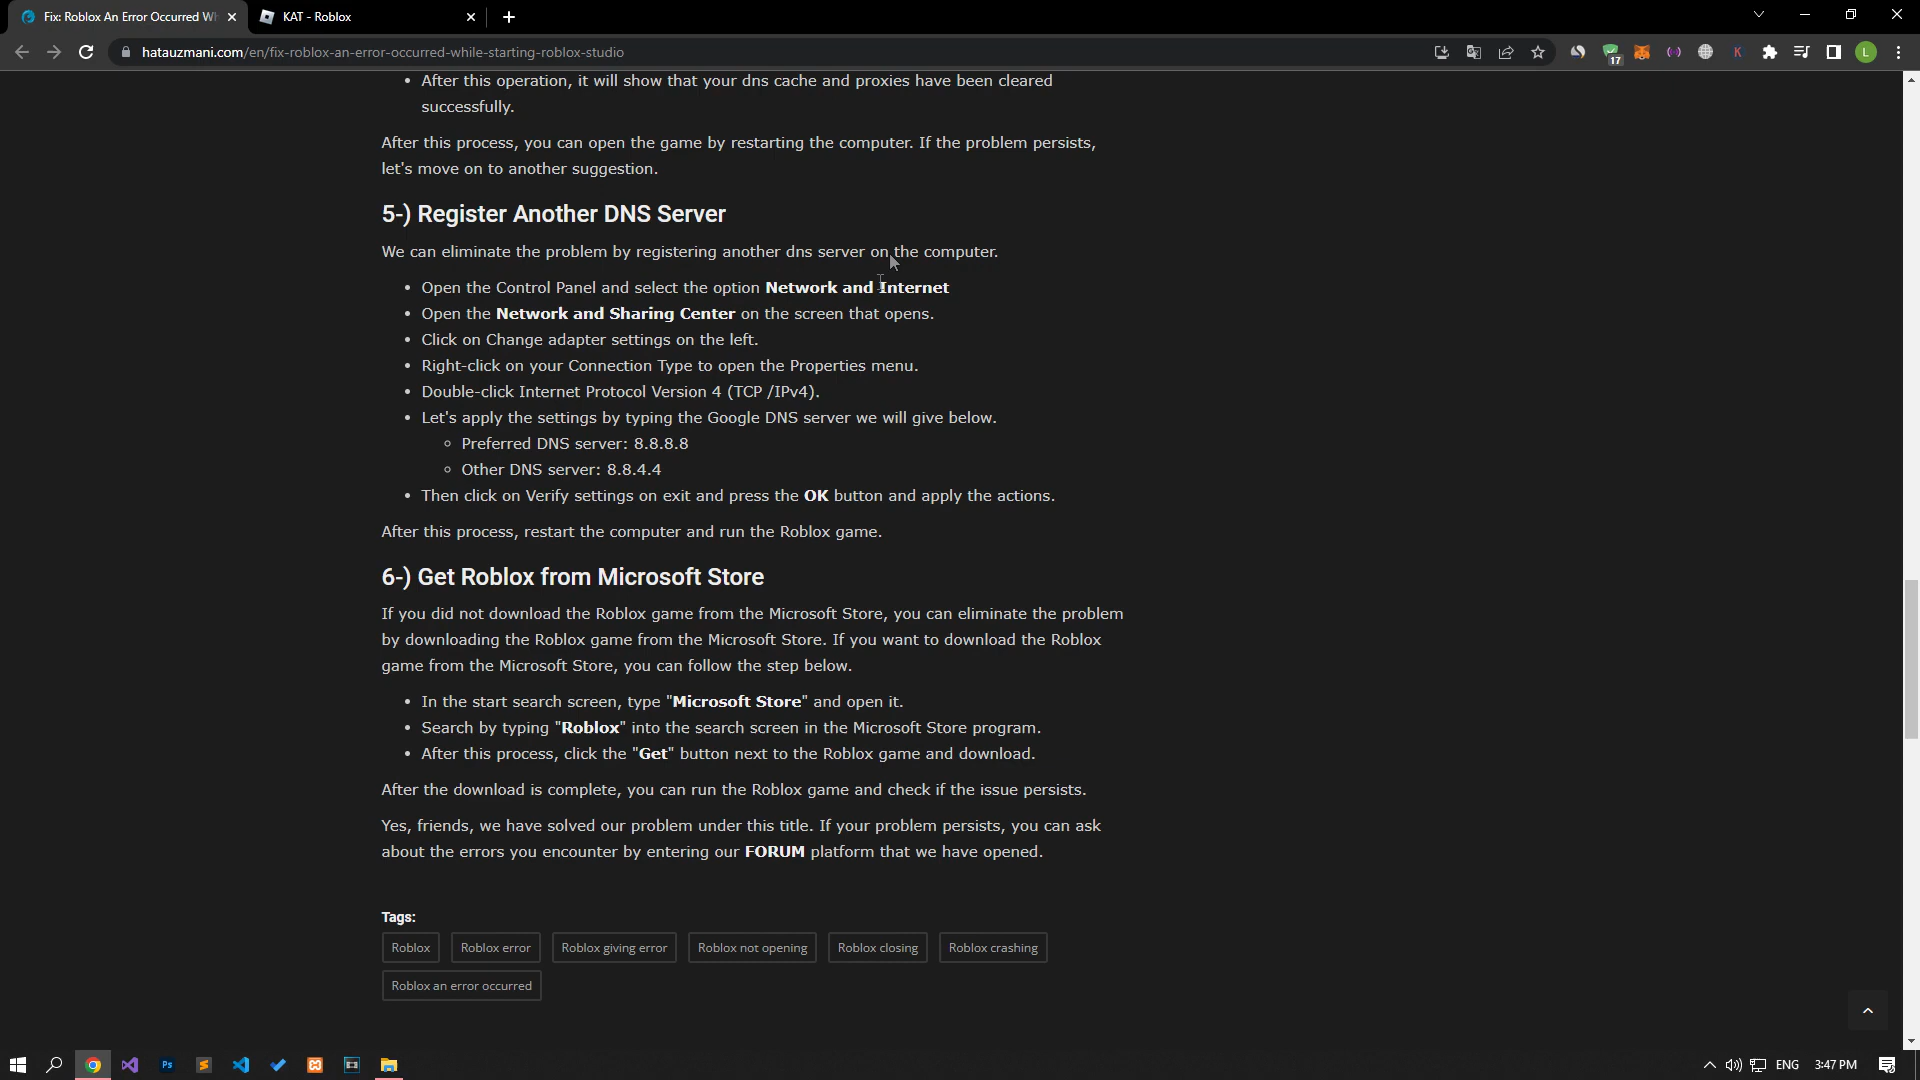 Fix: Roblox An Error Occurred Wh
KAT - Roblox
hatauzmani.com/en/fix-roblox-an-error-occurred-while-starting-roblox-studio
17
K
L
• After this operation, it will show that your dns cache and proxies have been cleared
successfully.
After this process, you can open the game by restarting the computer. If the problem persists,
let's move on to another suggestion.
5-) Register Another DNS Server
We can eliminate the problem by registering another dns server on the computer.
• Open the Control Panel and select the option Network and Internet
• Open the Network and Sharing Center on the screen that opens.
• Click on Change adapter settings on the left.
• Right-click on your Connection Type to open the Properties menu.
• Double-click Internet Protocol Version 4 (TCP /IPv4).
• Let's apply the settings by typing the Google DNS server we will give below.
◦ Preferred DNS server: 8.8.8.8
◦ Other DNS server: 8.8.4.4
• Then click on Verify settings on exit and press the OK button and apply the actions.
After this process, restart the computer and run the Roblox game.
6-) Get Roblox from Microsoft Store
If you did not download the Roblox game from the Microsoft Store, you can eliminate the problem
by downloading the Roblox game from the Microsoft Store. If you want to download the Roblox
game from the Microsoft Store, you can follow the step below.
• In the start search screen, type "Microsoft Store" and open it.
• Search by typing "Roblox" into the search screen in the Microsoft Store program.
• After this process, click the "Get" button next to the Roblox game and download.
After the download is complete, you can run the Roblox game and check if the issue persists.
Yes, friends, we have solved our problem under this title. If your problem persists, you can ask
about the errors you encounter by entering our FORUM platform that we have opened.
Tags:
Roblox
Roblox error
Roblox giving error
Roblox not opening
Roblox closing
Roblox crashing
Roblox an error occurred
Ps
ENG
3:47 PM